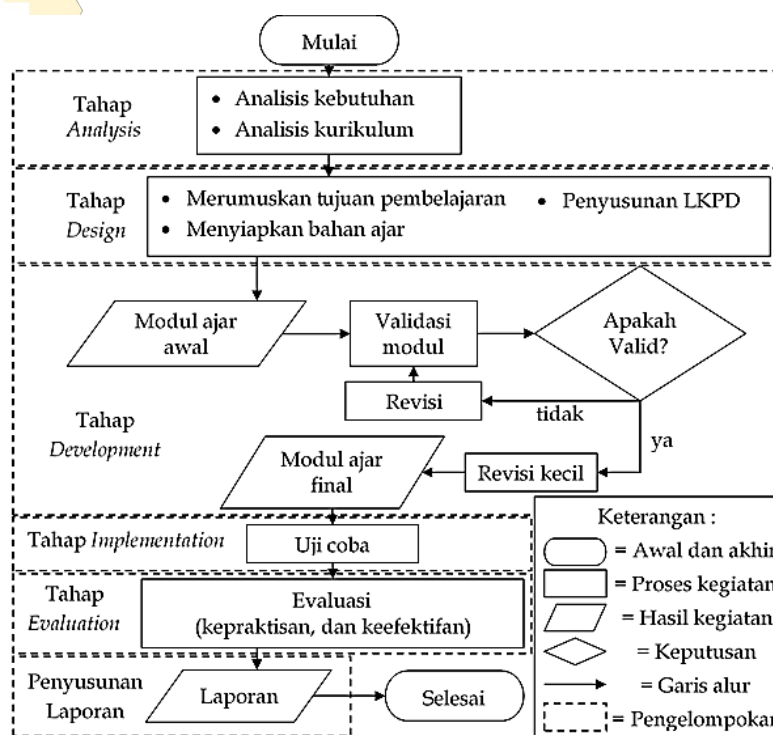 Mulai
Tahap
Analysis
• Analisis kebutuhan
• Analisis kurikulum
Tahap
Design
• Merumuskan tujuan pembelajaran
• Menyiapkan bahan ajar
• Penyusunan LKPD
Tahap
Development
Modul ajar
awal
Validasi
modul
Apakah
Valid?
Revisi
tidak
ya
Revisi kecil
Modul ajar
final
Tahap Implementation
Uji coba
Tahap
Evaluation
Evaluasi
(kepraktisan, dan keefektifan)
Penyusunan
Laporan
Laporan
Selesai
Keterangan :
= Awal dan akhir
= Proses kegiatan
= Hasil kegiatan
= Keputusan
= Garis alur
= Pengelompokan